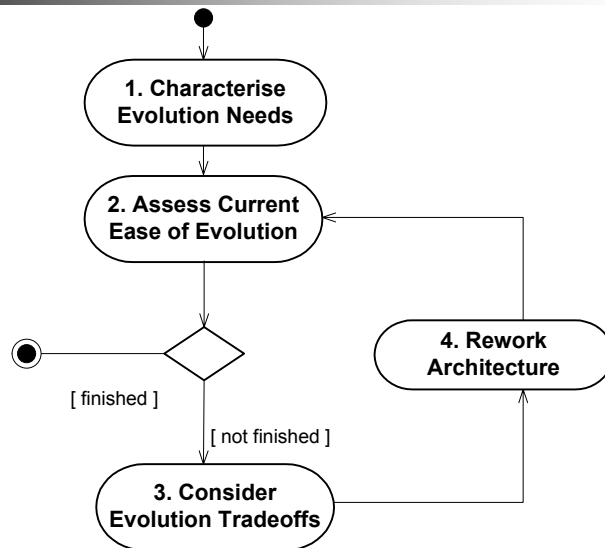 1. Characterise
Evolution Needs
2. Assess Current
Ease of Evolution
4. Rework
Architecture
[ finished ]
[ not finished ]
3. Consider
Evolution Tradeoffs